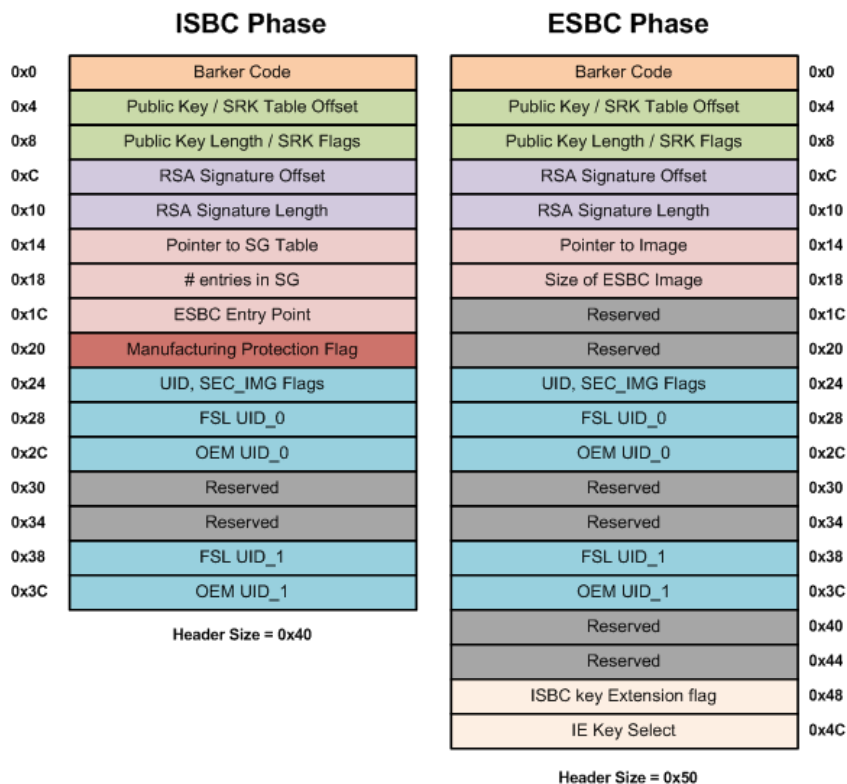 ISBC Phase
0x0 Barker Code
0x4 Public Key / SRK Table Offset
0x8 Public Key Length / SRK Flags
0xC RSA Signature Offset
0x10 RSA Signature Length
0x14 Pointer to SG Table
0x18 # entries in SG
0x1C ESBC Entry Point
0x20 Manufacturing Protection Flag
0x24 UID, SEC_IMG Flags
0x28 FSL UID_0
0x2C OEM UID_0
0x30 Reserved
0x34 Reserved
0x38 FSL UID_1
0x3C OEM UID_1
Header Size = 0x40
ESBC Phase
Barker Code 0x0
Public Key / SRK Table Offset 0x4
Public Key Length / SRK Flags 0x8
RSA Signature Offset 0xC
RSA Signature Length 0x10
Pointer to Image 0x14
Size of ESBC Image 0x18
Reserved 0x1C
Reserved 0x20
UID, SEC_IMG Flags 0x24
FSL UID_0 0x28
OEM UID_0 0x2C
Reserved 0x30
Reserved 0x34
FSL UID_1 0x38
OEM UID_1 0x3C
Reserved 0x40
Reserved 0x44
ISBC key Extension flag 0x48
IE Key Select 0x4C
Header Size = 0x50